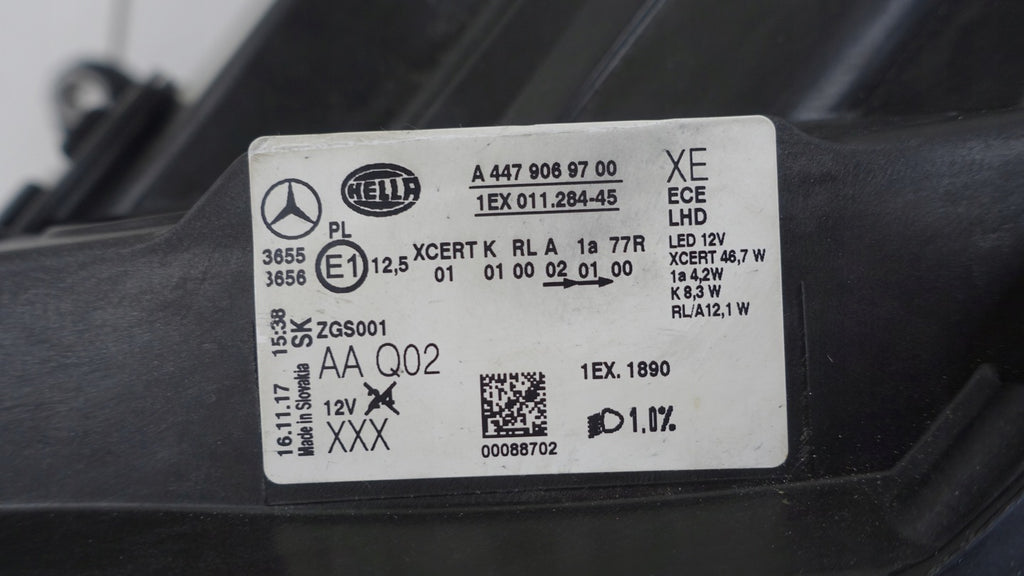 HELLA
A 447 906 97 00
1EX 011.284-45
XE
ECE
LHD
LED 12V
XCERT 46,7 W
1a 4,2W
K 8,3 W
RL/A12,1 W
PL
3655
3656
E1
12,5
XCERT K RL A 1a 77R
01 01 00 02 01 00
16.11.17 15:38
Made in Slovakia SK
ZGS001
AA Q02
12V
XXX
00088702
1EX. 1890
1.0%